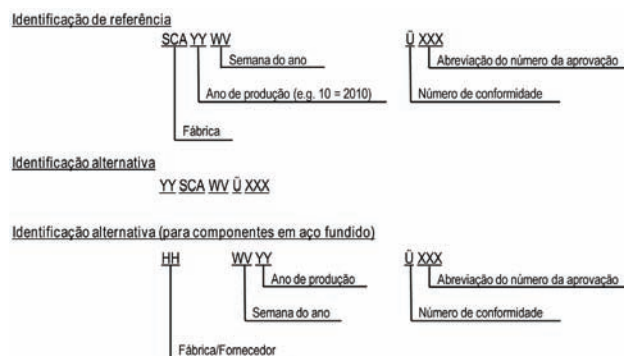 Identificação de referência
SCA YY WV Ü XXX
Semana do ano Abreviação do número da aprovação
Ano de produção (e.g. 10 = 2010) Número de conformidade
Fábrica
Identificação alternativa
YY SCA WV Ü XXX
Identificação alternativa (para componentes em aço fundido)
HH WV YY Ü XXX
Ano de produção Abreviação do número da aprovação
Semana do ano Número de conformidade
Fábrica/Fornecedor